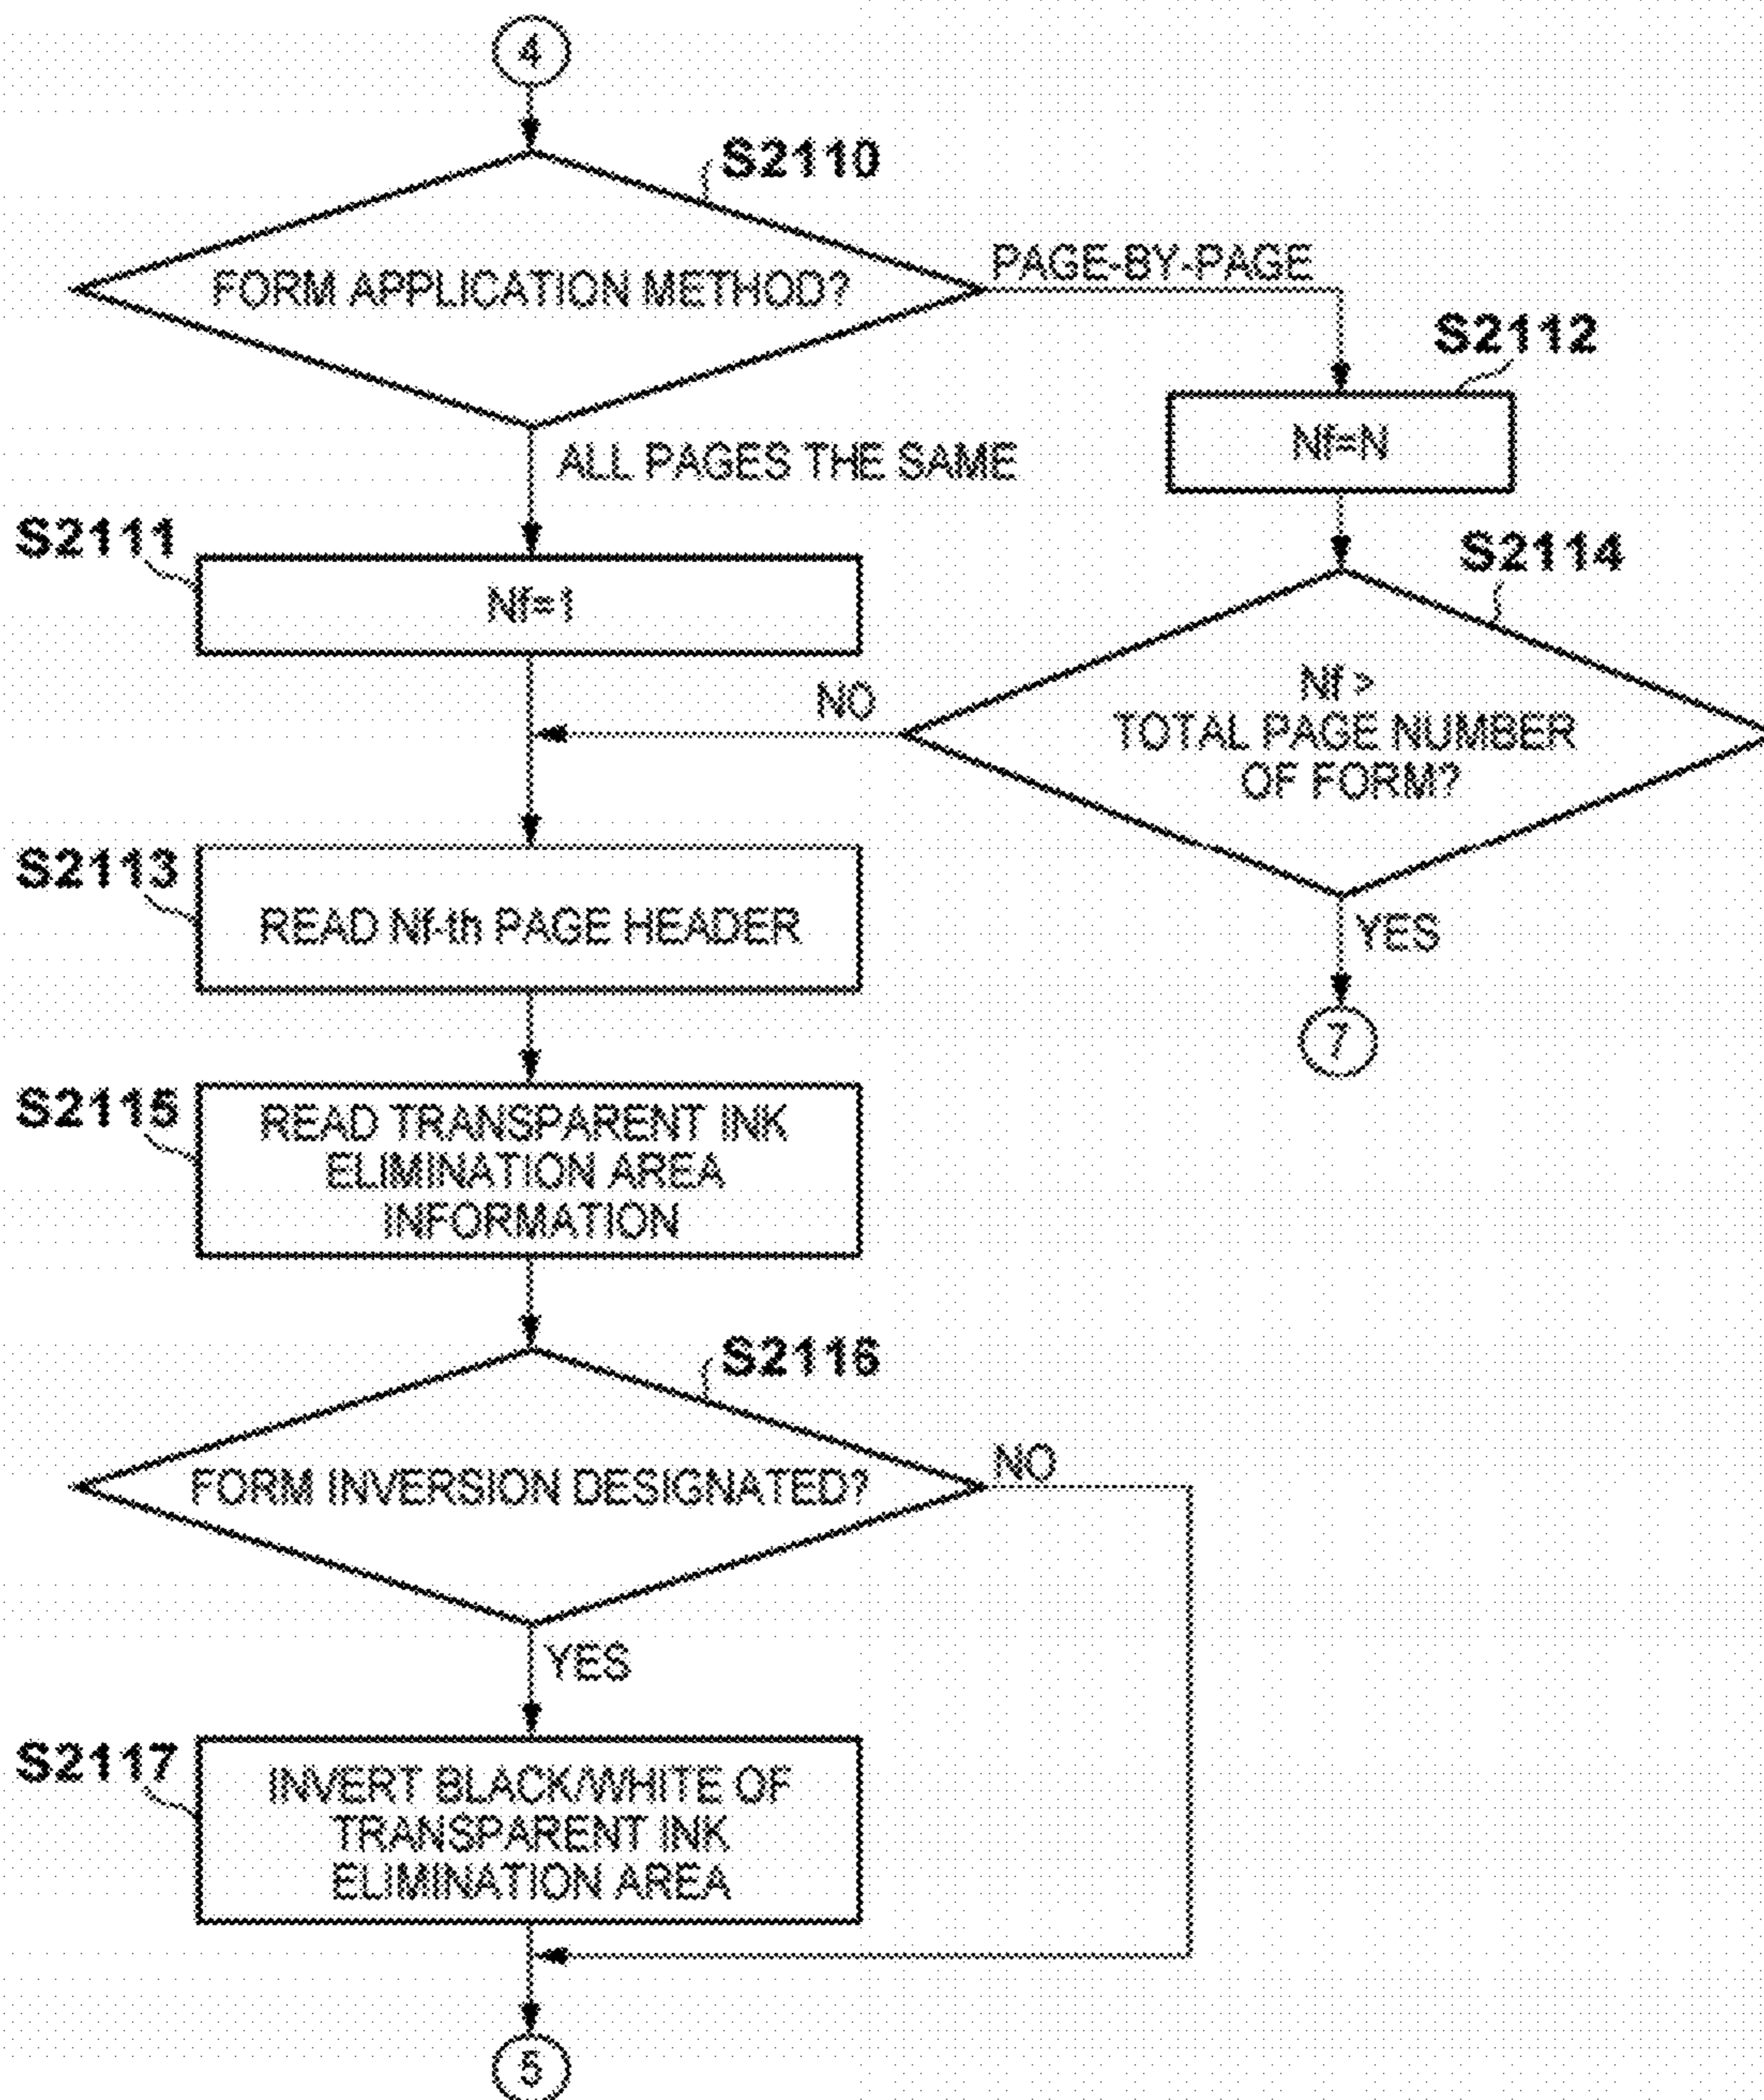 4
S2110
FORM APPLICATION METHOD?
PAGE-BY-PAGE
S2112
Nf=N
ALL PAGES THE SAME
S2111
Nf=1
S2114
Nf >
TOTAL PAGE NUMBER
OF FORM?
NO
YES
7
S2113
READ Nf-th PAGE HEADER
S2115
READ TRANSPARENT INK
ELIMINATION AREA
INFORMATION
S2116
FORM INVERSION DESIGNATED?
NO
YES
S2117
INVERT BLACK/WHITE OF
TRANSPARENT INK
ELIMINATION AREA
5